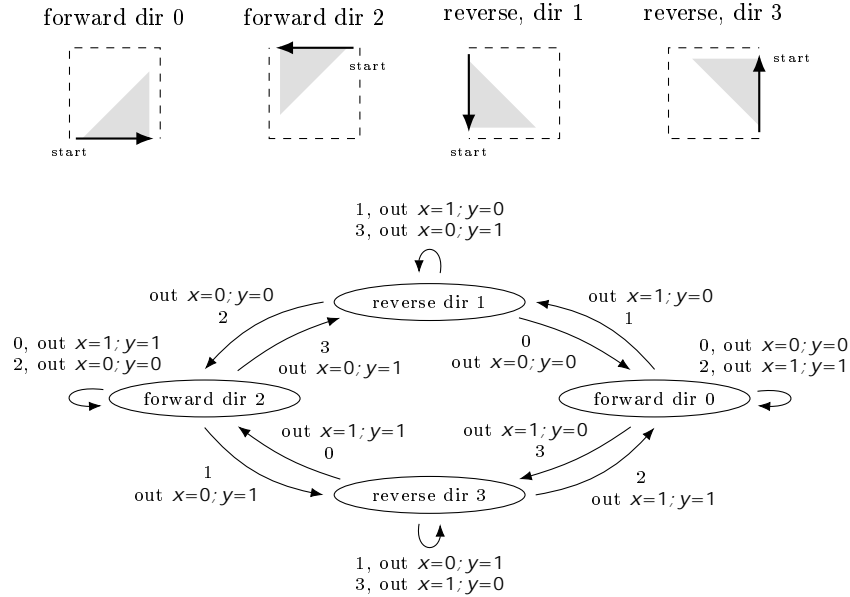 forward dir 0
forward dir 2
reverse, dir 1
reverse, dir 3
start
start
start
start
1, out x=1; y=0
3, out x=0; y=1
out x=0; y=0
2
reverse dir 1
out x=1; y=0
1
0, out x=1; y=1
2, out x=0; y=0
3
out x=0; y=1
0
out x=0; y=0
0, out x=0; y=0
2, out x=1; y=1
forward dir 2
forward dir 0
out x=1; y=1
0
out x=1; y=0
3
1
out x=0; y=1
reverse dir 3
2
out x=1; y=1
1, out x=0; y=1
3, out x=1; y=0